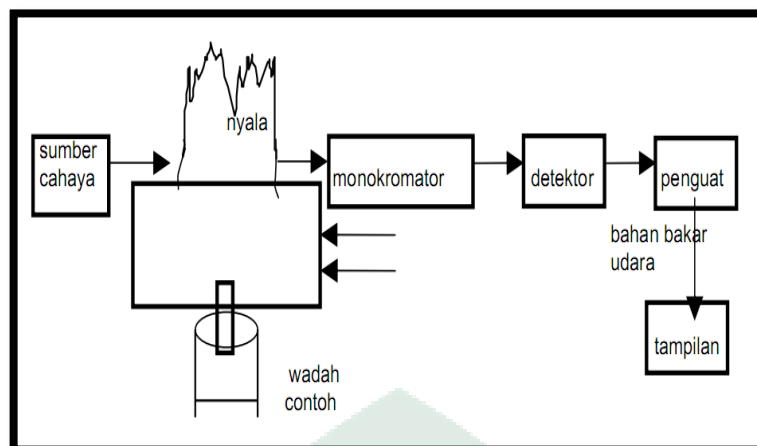 nyala
sumber
cahaya
monokromator
detektor
penguat
bahan bakar
udara
tampilan
wadah
contoh